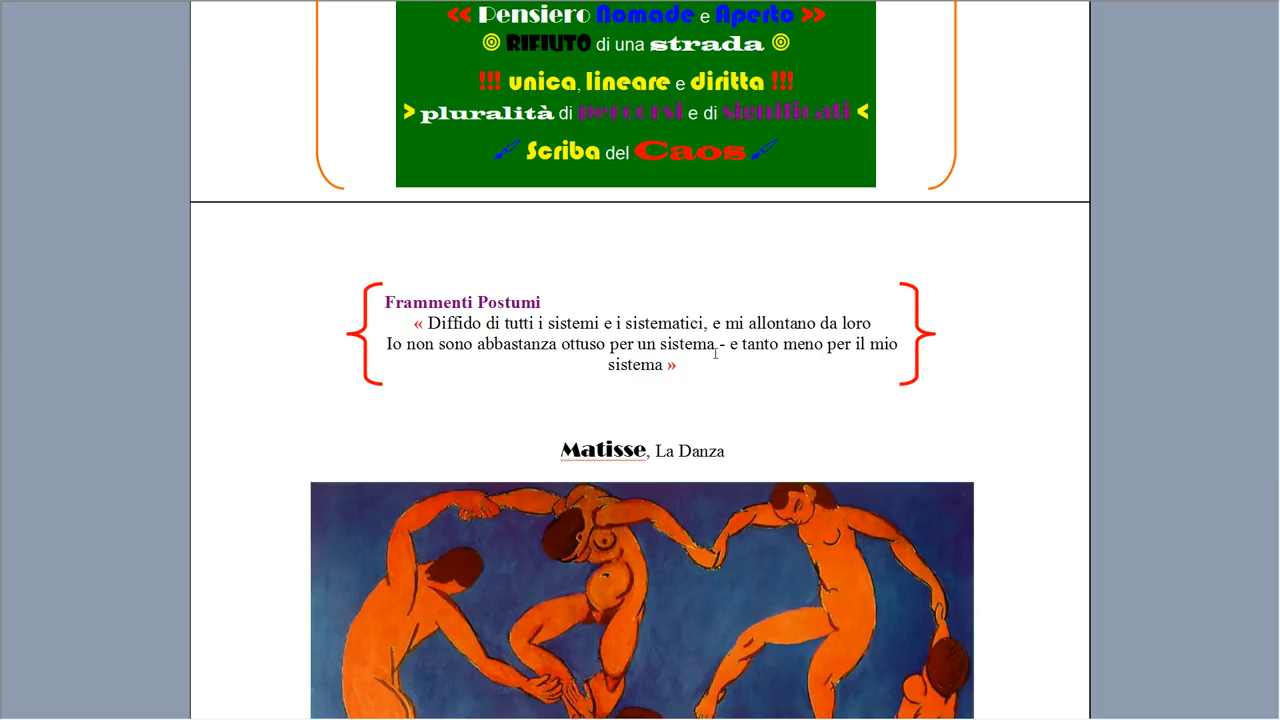 << Pensiero Nomade e Aperto >>
RIFIUTO di una strada
!!! unica, lineare e diritta !!!
> pluralità di percorsi e di significati <
Scriba del Caos
Frammenti Postumi
« Diffido di tutti i sistemi e i sistematici, e mi allontano da loro
Io non sono abbastanza ottuso per un sistema - e tanto meno per il mio
sistema »
Matisse, La Danza